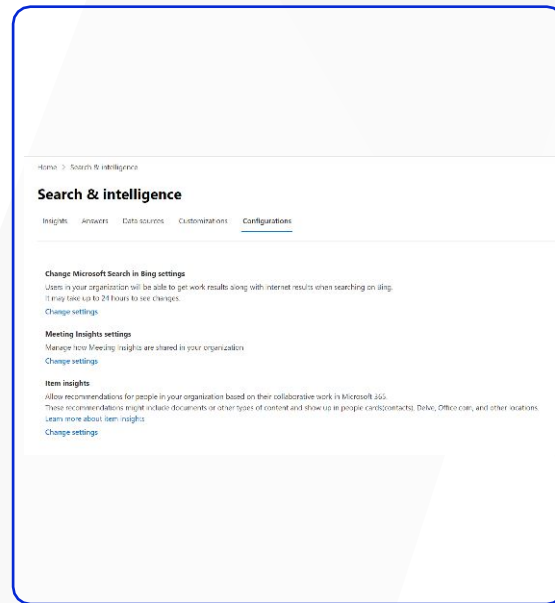 Home > Search & intelligence
Search & intelligence
Insights Answers Data sources Customizations Configurations
Change Microsoft Search in Bing settings
Users in your organization will be able to get work results along with internet results when searching on Bing.
It may take up to 24 hours to see changes.
Change settings
Meeting Insights settings
Manage how Meeting Insights are shared in your organization
Change settings
Item insights
Allow recommendations for people in your organization based on their collaborative work in Microsoft 365.
These recommendations might include documents or other types of content and show up in people cards(contacts), Delve, Office.com, and other locations.
Learn more about item insights
Change settings